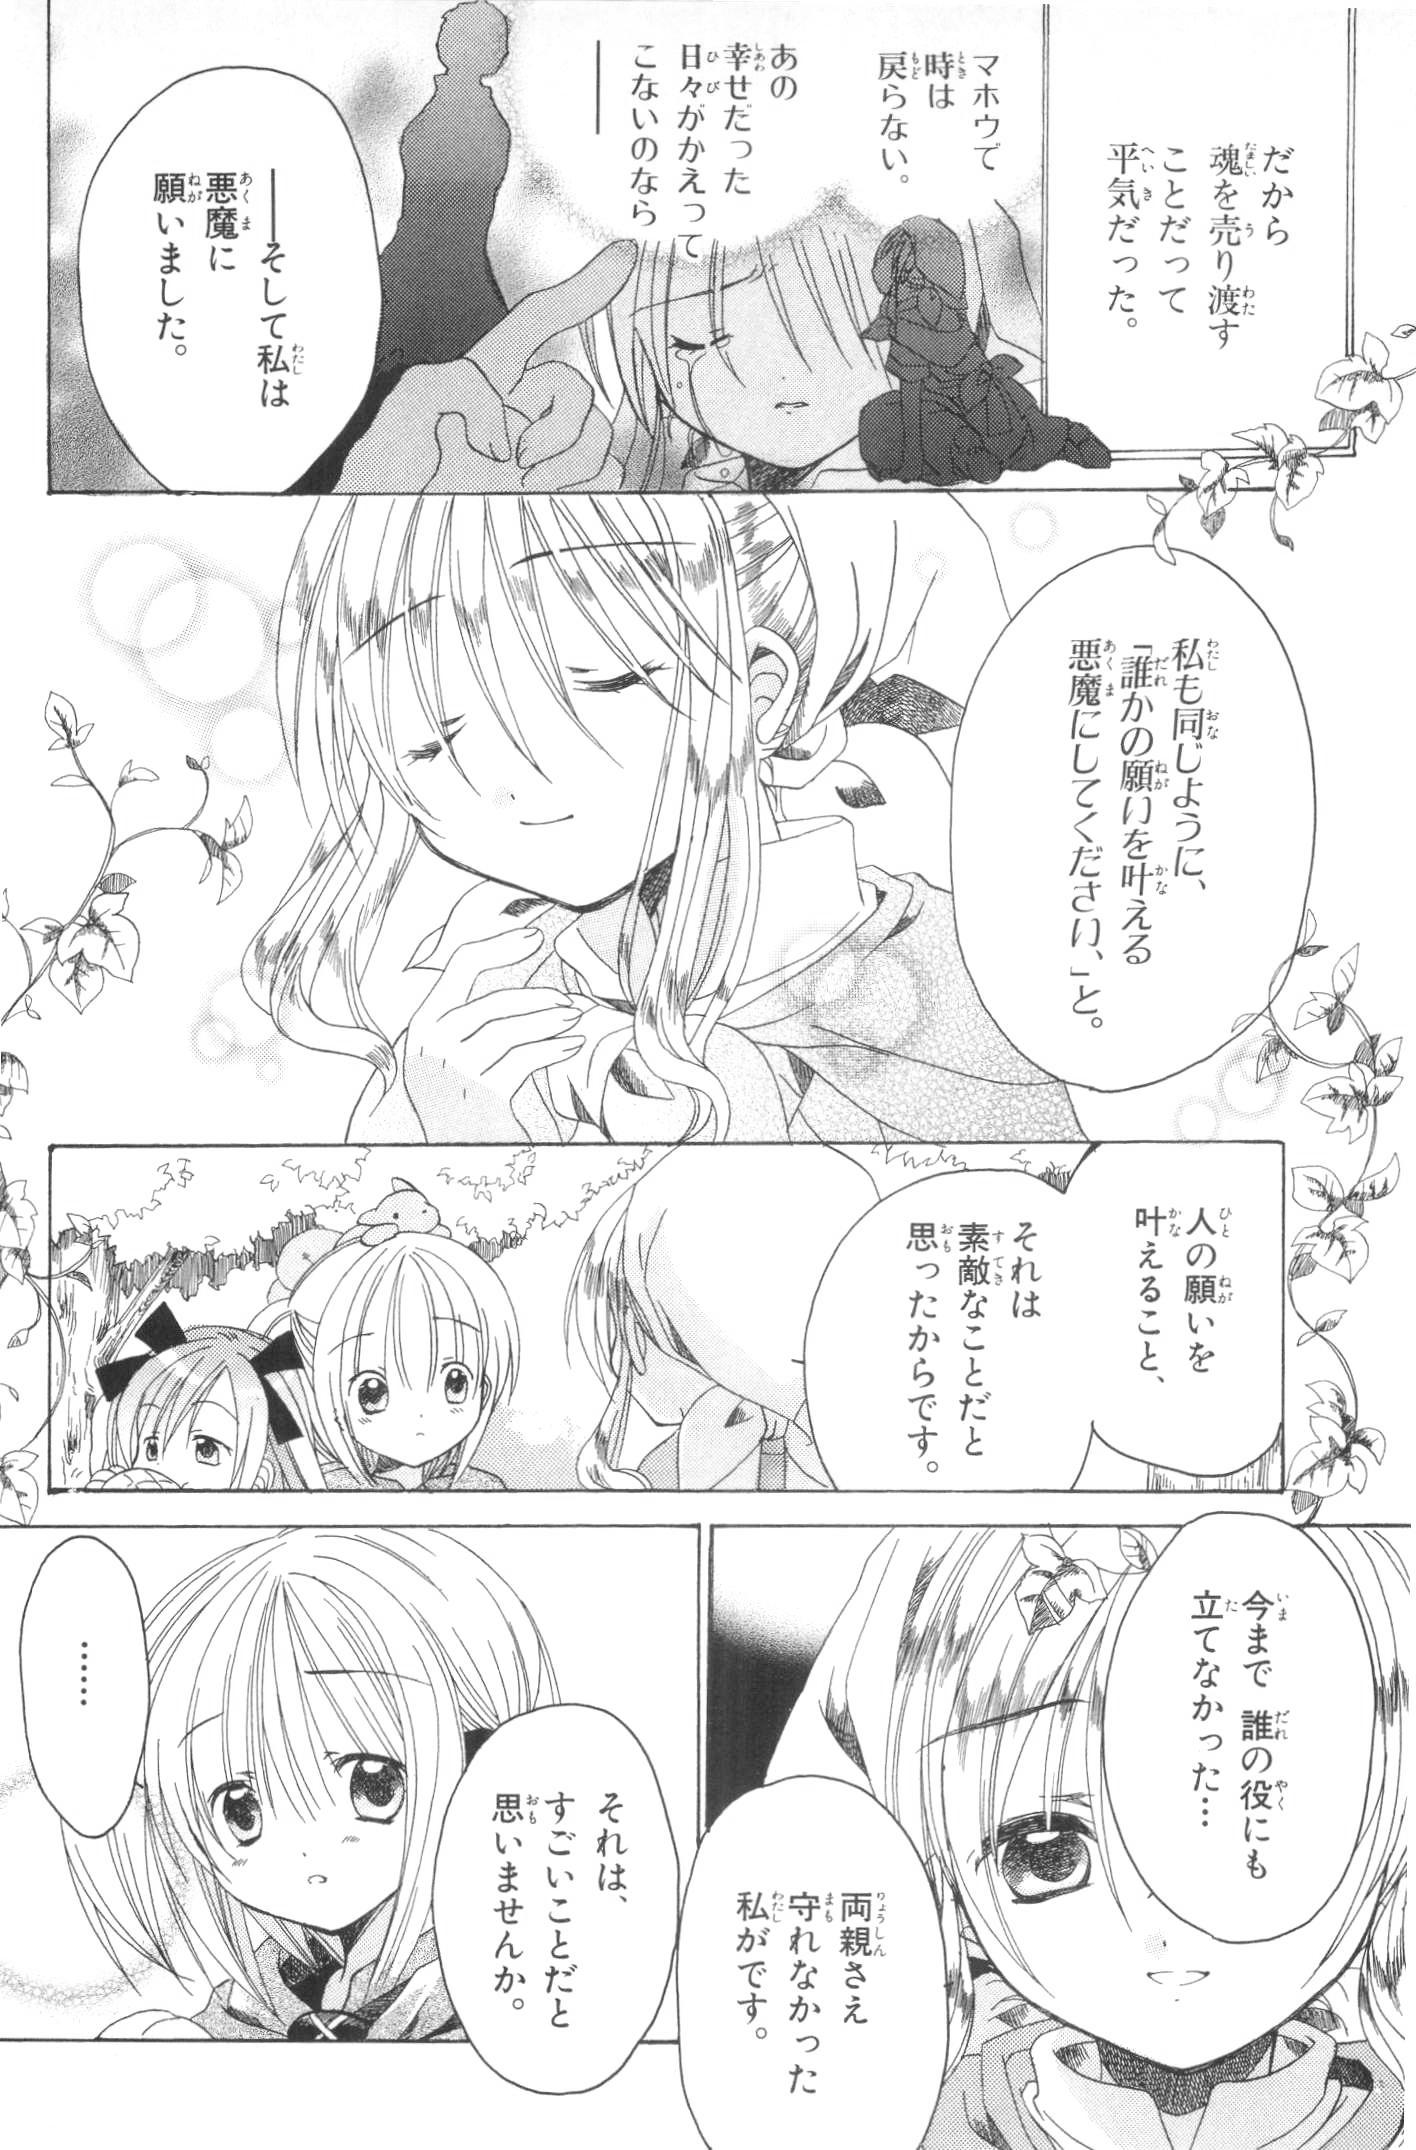 だから
魂を売り渡す
ことだって
平気だった。
マホウで
時は
戻らない。
あの
幸せだった
日々がかえって
こないのなら
――
――そして私は
悪魔に
願いました。
私も同じように、
「誰かの願いを叶える
悪魔にしてください、」と。
人の願いを
叶えること、
それは
素敵なことだと
思ったからです。
今まで 誰の役にも
立てなかった…
両親さえ
守れなかった
私がです。
それは、
すごいことだと
思いませんか。
……